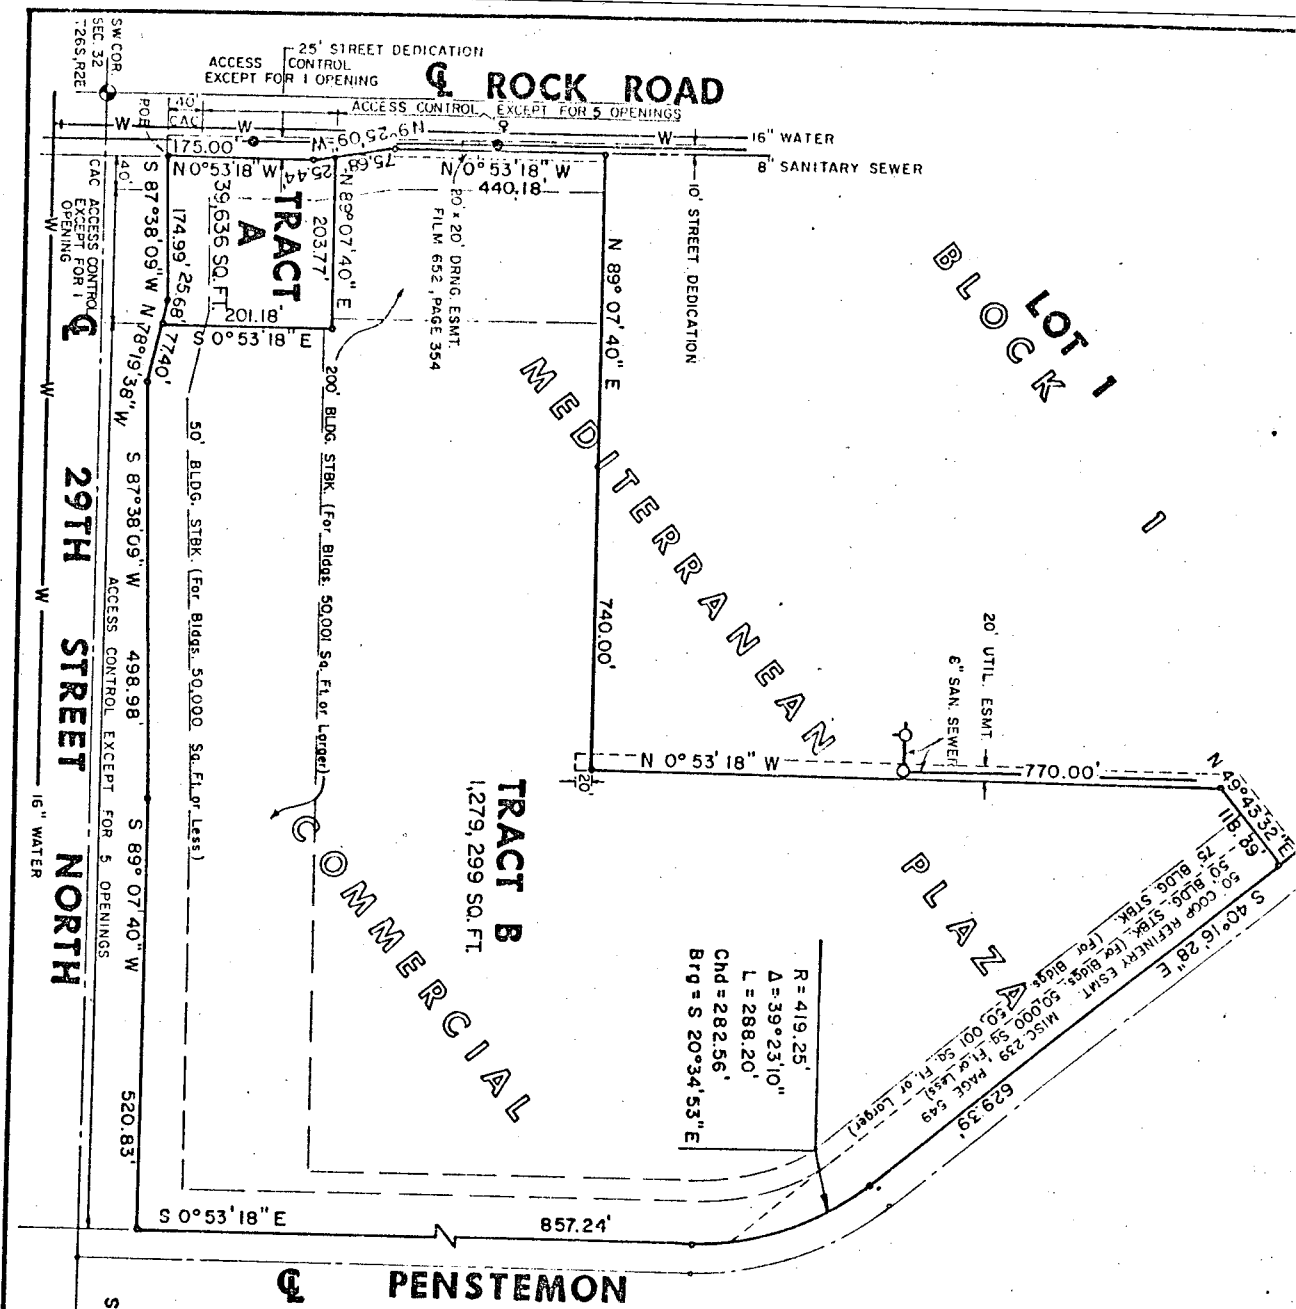 SW COR.
SEC. 32
T26S, R2E
25' STREET DEDICATION
ACCESS CONTROL
EXCEPT FOR 1 OPENING
℄ ROCK ROAD
ACCESS CONTROL EXCEPT FOR 5 OPENINGS
40'
CAC
POB
W
W
W
W
16" WATER
8" SANITARY SEWER
175.00'
N 0°53'18" W
25.44'
N9°25'09"W
75.68'
N 0°53'18" W
440.18'
10' STREET DEDICATION
20' x 20' DRNG. ESMT.
FILM 652, PAGE 354
TRACT
A
39,636 SQ. FT.
203.77'
N 89°07'40" E
201.18'
S 0°53'18" E
S 87°38'09" W
174.99'
25.68'
N 78°19'38" W
77.40'
40'
CAC
ACCESS CONTROL
EXCEPT FOR 1
OPENING
N 89°07'40" E
740.00'
LOT 1
BLOCK 1
MEDITERRANEAN
PLAZA
COMMERCIAL
200' BLDG. STBK. (For Bldgs. 50,001 Sq. Ft. or Larger)
50' BLDG. STBK. (For Bldgs. 50,000 Sq. Ft. or Less)
S 87°38'09" W
498.98'
S 89°07'40" W
520.83'
ACCESS CONTROL EXCEPT FOR 5 OPENINGS
℄ 29TH STREET NORTH
W
W
W
16" WATER
20' UTIL. ESMT.
8" SAN. SEWER
N 0°53'18" W
770.00'
20'
N 49°43'32" E
118.89'
TRACT B
1,279,299 SQ. FT.
75' BLDG. STBK. (For Bldgs. 50,001 Sq. Ft. or Larger)
50' BLDG. STBK. (For Bldgs. 50,000 Sq. Ft. or Less)
50' COOP REFINERY ESMT. MISC 239, PAGE 549
S 40°16'28" E
629.39'
R=419.25'
Δ=39°23'10"
L=288.20'
Chd=282.56'
Brg=S 20°34'53"E
S 0°53'18" E
857.24'
℄ PENSTEMON
S